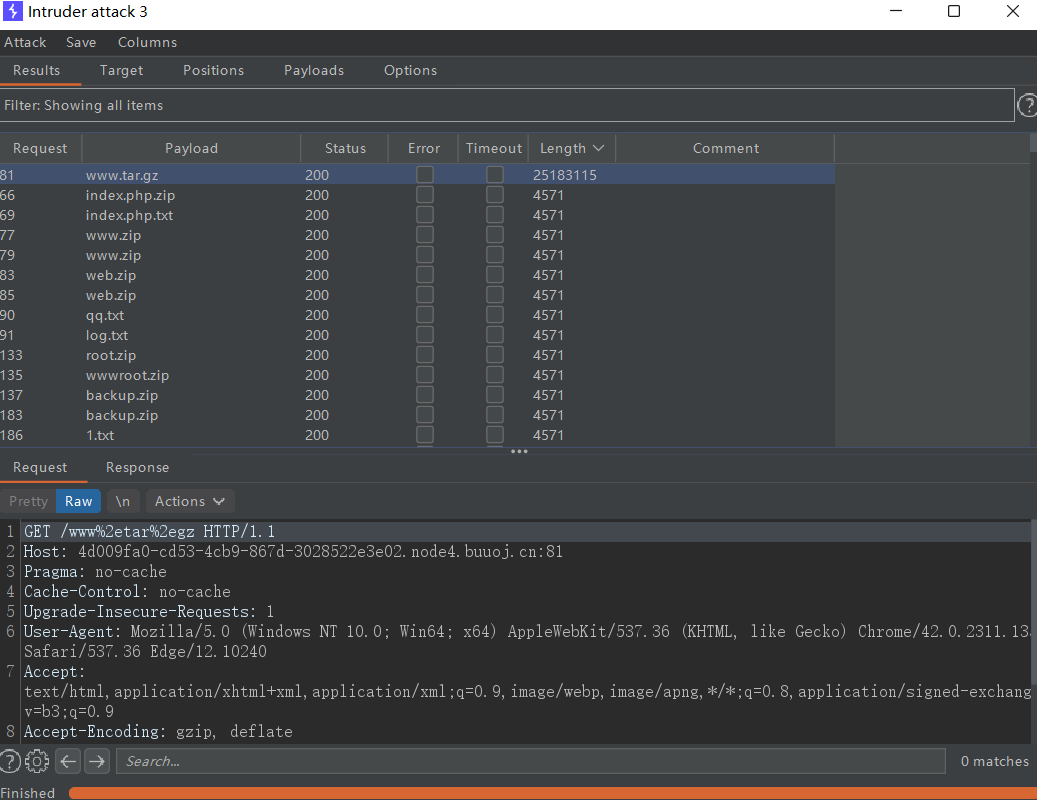 Intruder attack 3
Attack Save Columns
Results Target Positions Payloads Options
Filter: Showing all items
?
Request Payload Status Error Timeout Length Comment
81 www.tar.gz 200 25183115
66 index.php.zip 200 4571
69 index.php.txt 200 4571
77 www.zip 200 4571
79 www.zip 200 4571
83 web.zip 200 4571
85 web.zip 200 4571
90 qq.txt 200 4571
91 log.txt 200 4571
133 root.zip 200 4571
135 wwwroot.zip 200 4571
137 backup.zip 200 4571
183 backup.zip 200 4571
186 1.txt 200 4571
Request Response
Pretty Raw \n Actions
1 GET /www%2etar%2egz HTTP/1.1
2 Host: 4d009fa0-cd53-4cb9-867d-3028522e3e02.node4.buuoj.cn:81
3 Pragma: no-cache
4 Cache-Control: no-cache
5 Upgrade-Insecure-Requests: 1
6 User-Agent: Mozilla/5.0 (Windows NT 10.0; Win64; x64) AppleWebKit/537.36 (KHTML, like Gecko) Chrome/42.0.2311.13
Safari/537.36 Edge/12.10240
7 Accept:
text/html,application/xhtml+xml,application/xml;q=0.9,image/webp,image/apng,*/*;q=0.8,application/signed-exchang
v=b3;q=0.9
8 Accept-Encoding: gzip, deflate
? Search... 0 matches
Finished